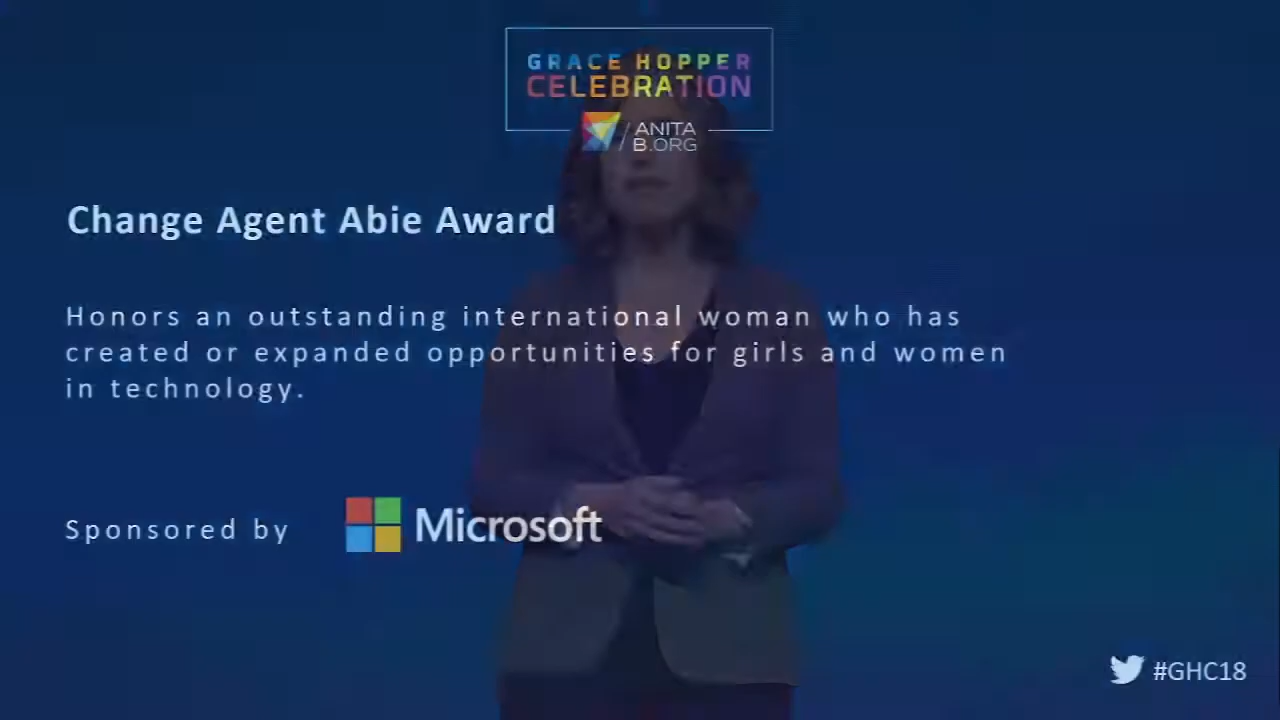 GRACE HOPPER
CELEBRATION
/ ANITA
B.ORG
Change Agent Abie Award
Honors an outstanding international woman who has
created or expanded opportunities for girls and women
in technology.
Sponsored by Microsoft
#GHC18